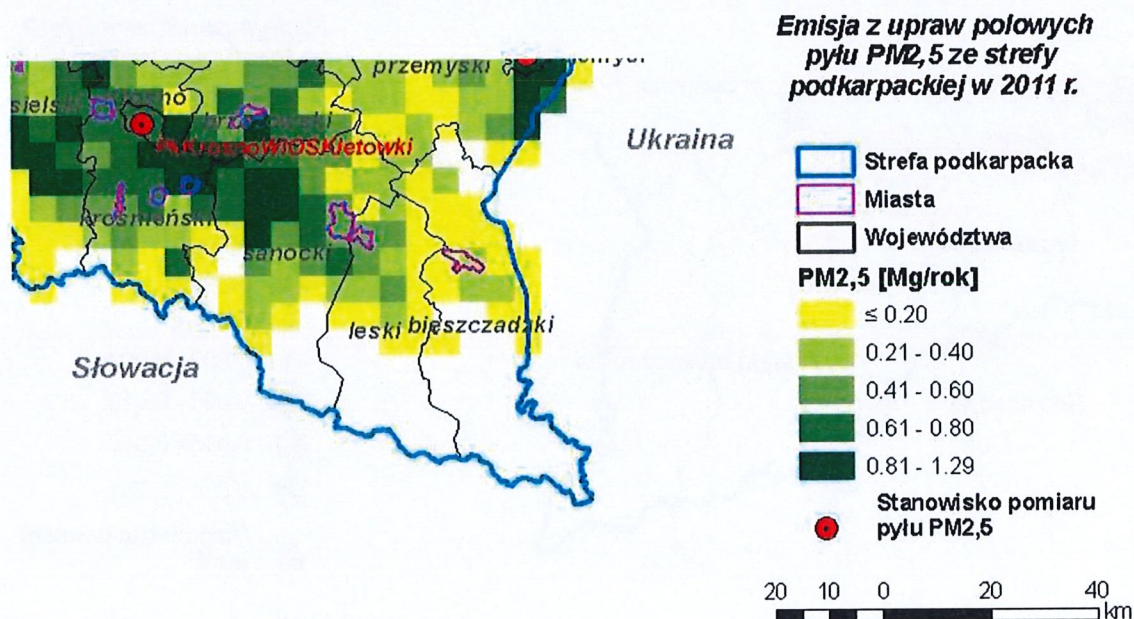 Emisja z upraw polowych
pyłu PM2,5 ze strefy
podkarpackiej w 2011 r.
przemyski
Ukraina
sanocki
krośnieński
leski
bieszczadzki
Słowacja
Strefa podkarpacka
Miasta
Województwa
PM2,5 [Mg/rok]
≤ 0.20
0.21 - 0.40
0.41 - 0.60
0.61 - 0.80
0.81 - 1.29
Stanowisko pomiaru
pyłu PM2,5
20 10 0 20 40
km